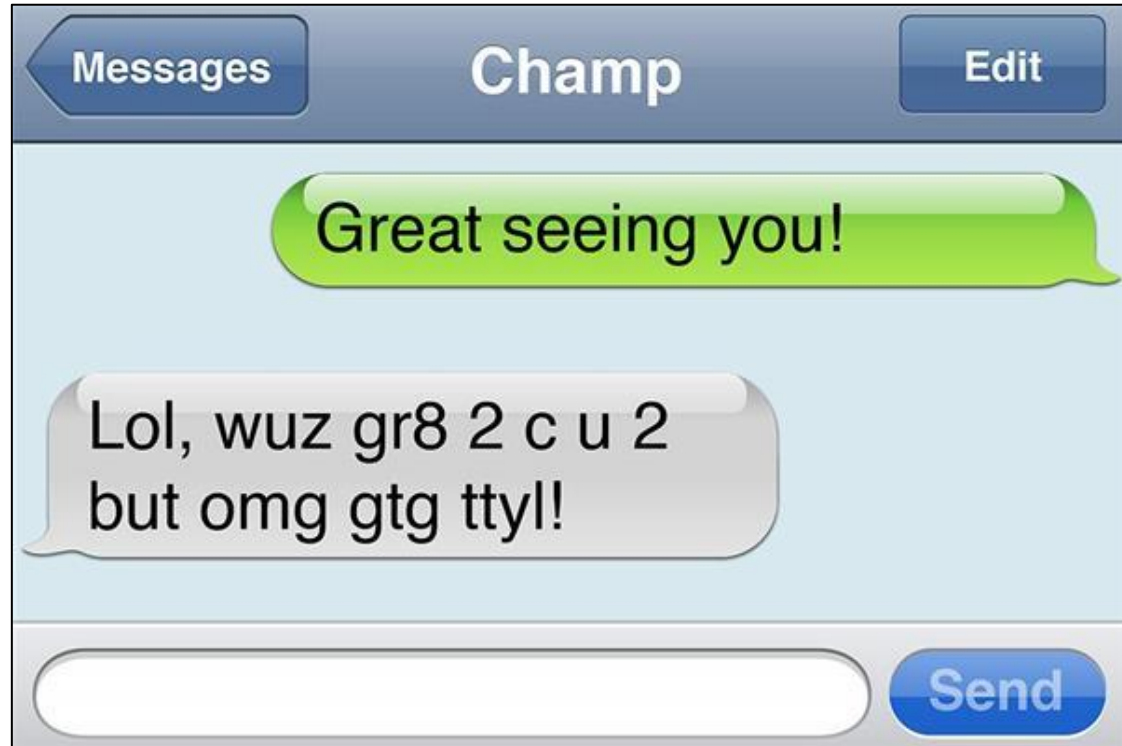 Messages Champ Edit
Great seeing you!
Lol, wuz gr8 2 c u 2
but omg gtg ttyl!
Send